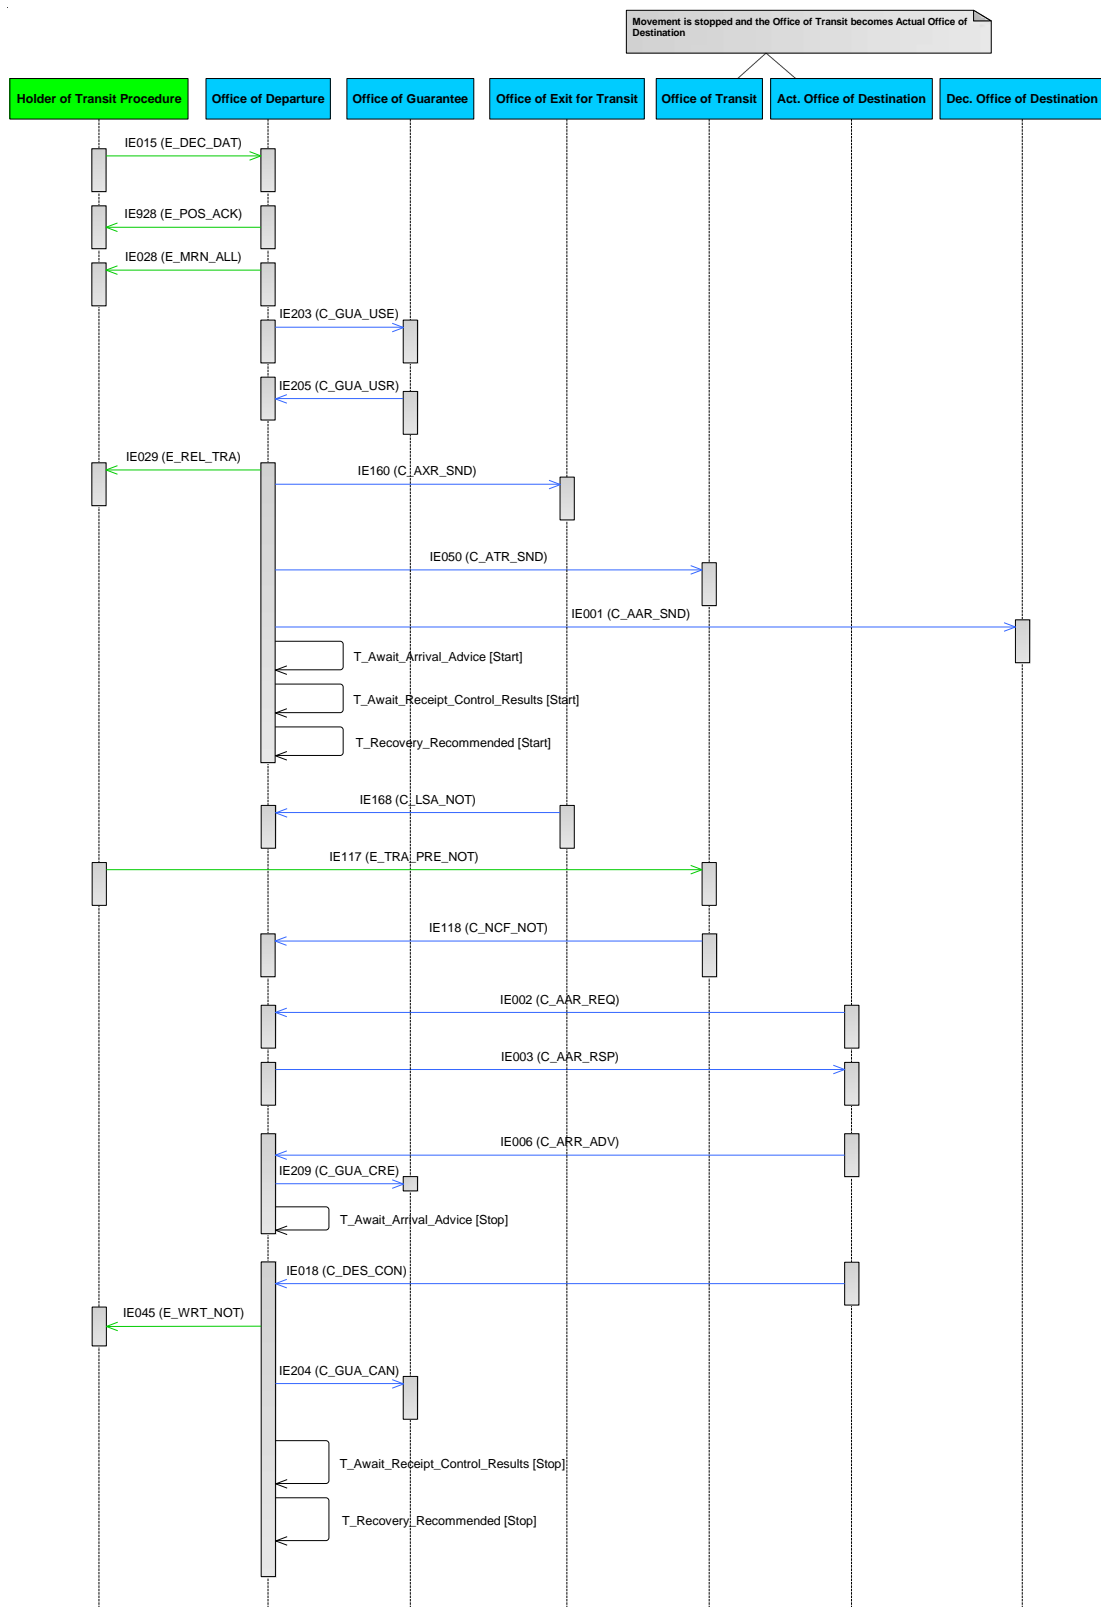 Movement is stopped and the Office of Transit becomes Actual Office of
Destination
Holder of Transit Procedure
Office of Departure
Office of Guarantee
Office of Exit for Transit
Office of Transit
Act. Office of Destination
Dec. Office of Destination
IE015 (E_DEC_DAT)
IE928 (E_POS_ACK)
IE028 (E_MRN_ALL)
IE203 (C_GUA_USE)
IE205 (C_GUA_USR)
IE029 (E_REL_TRA)
IE160 (C_AXR_SND)
IE050 (C_ATR_SND)
IE001 (C_AAR_SND)
T_Await_Arrival_Advice [Start]
T_Await_Receipt_Control_Results [Start]
T_Recovery_Recommended [Start]
IE168 (C_LSA_NOT)
IE117 (E_TRA_PRE_NOT)
IE118 (C_NCF_NOT)
IE002 (C_AAR_REQ)
IE003 (C_AAR_RSP)
IE006 (C_ARR_ADV)
IE209 (C_GUA_CRE)
T_Await_Arrival_Advice [Stop]
IE018 (C_DES_CON)
IE045 (E_WRT_NOT)
IE204 (C_GUA_CAN)
T_Await_Receipt_Control_Results [Stop]
T_Recovery_Recommended [Stop]